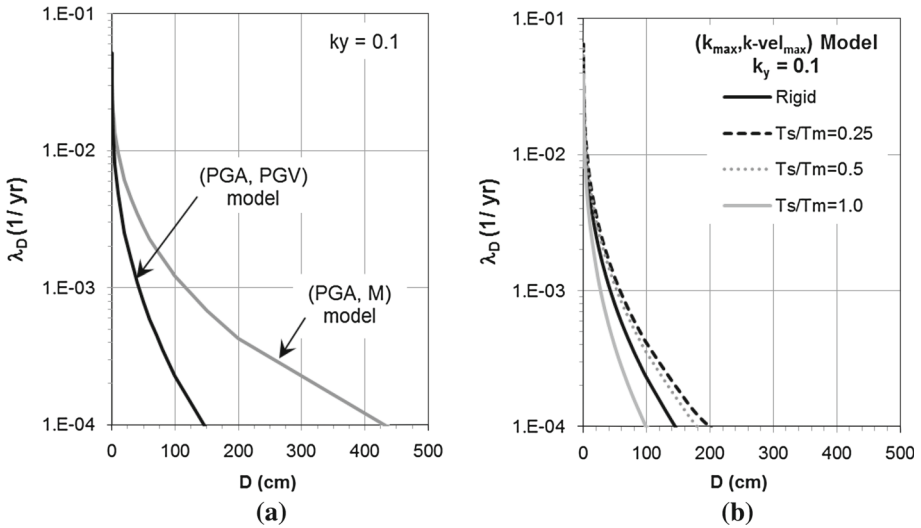 1.E-01
1.E-02
1.E-03
1.E-04
λD (1/ yr)
ky = 0.1
(PGA, PGV)
model
(PGA, M)
model
0 100 200 300 400 500
D (cm)
(a)
1.E-01
1.E-02
1.E-03
1.E-04
λD (1/ yr)
(kmax,k-velmax) Model
ky = 0.1
Rigid
Ts/Tm=0.25
Ts/Tm=0.5
Ts/Tm=1.0
0 100 200 300 400 500
D (cm)
(b)